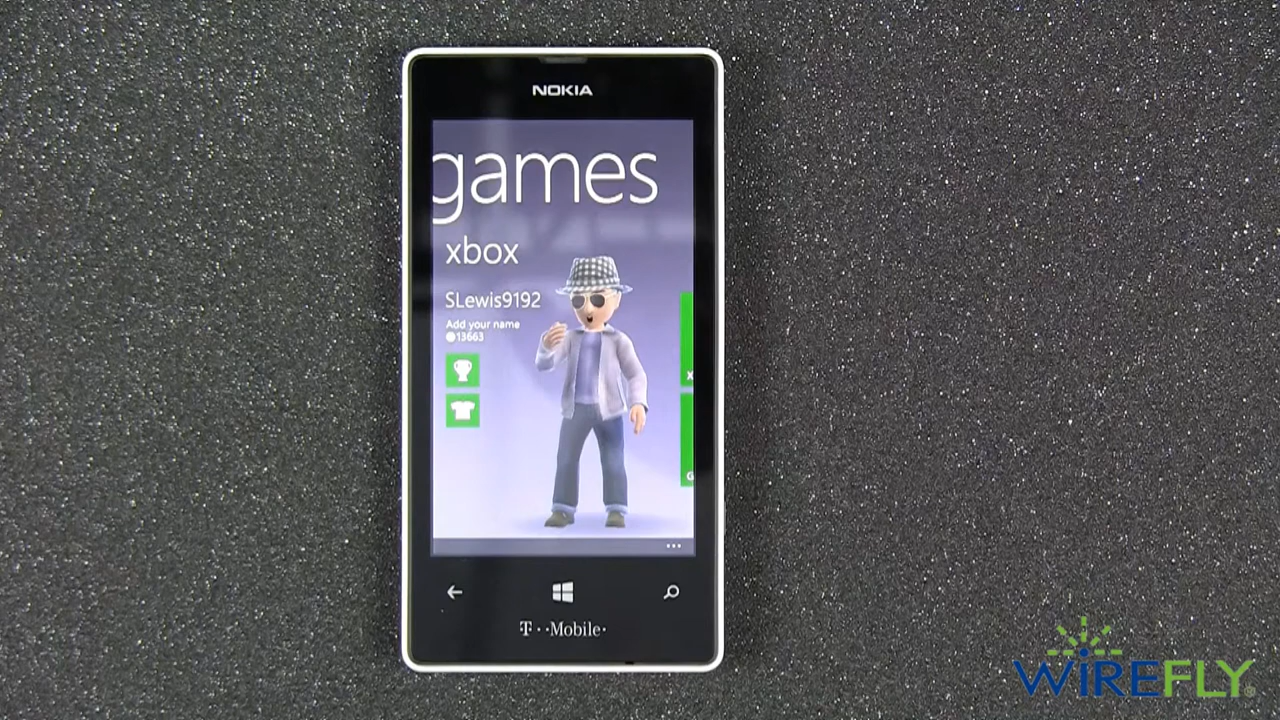 NOKIA
games
xbox
SLewis9192
Add your name
13663
X
G
T··Mobile·
WIREFLY